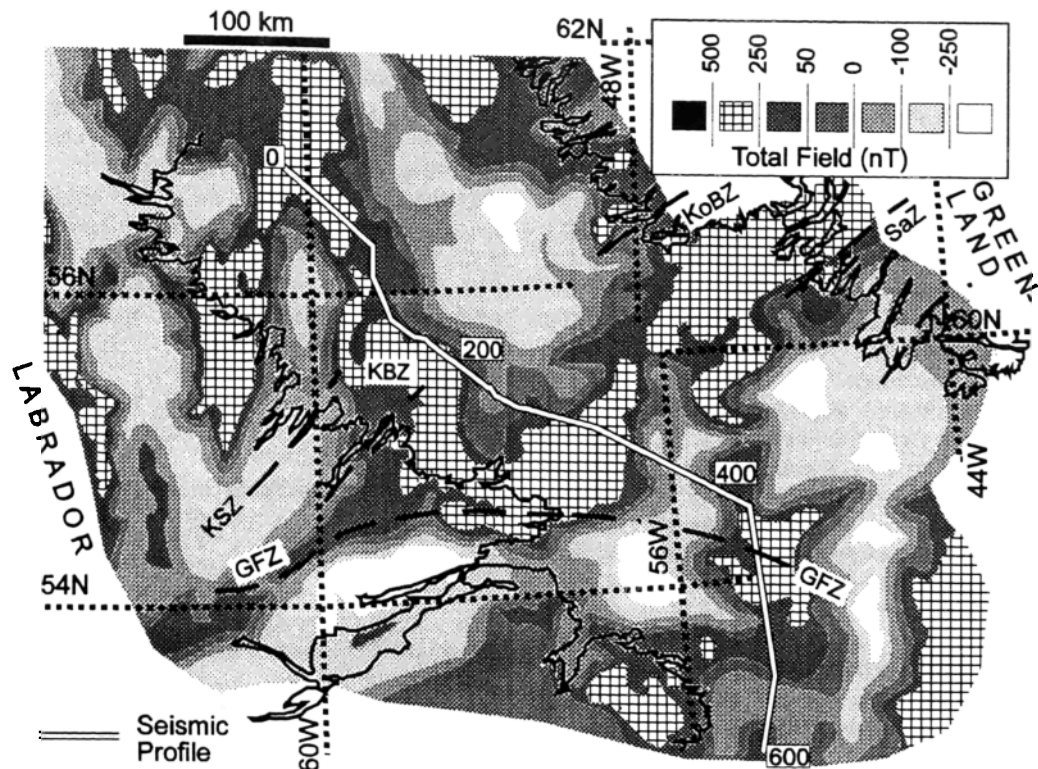 100 km
62N
48W
500
250
50
0
-100
-250
Total Field (nT)
0
KoBZ
SaZ
GREEN-
LAND
56N
60N
200
KBZ
LABRADOR
400
44W
KSZ
GFZ
56W
GFZ
54N
Seismic
Profile
60W
600